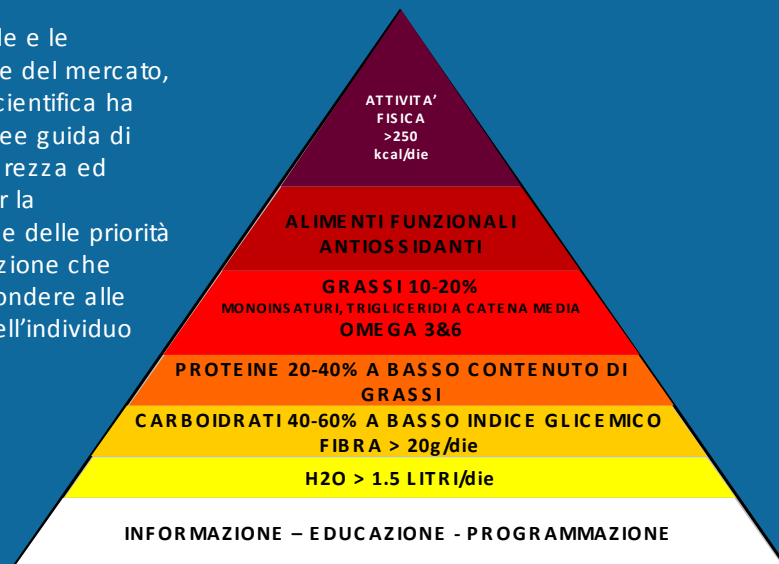 le e le
e del mercato,
cientifica ha
ee guida di
rezza ed
r la
e delle priorità
zione che
ondere alle
ell'individuo
ATTIVITA'
FISICA
>250
kcal/die
ALIMENTI FUNZIONALI
ANTIOSSIDANTI
GRASSI 10-20%
MONOINSATURI, TRIGLICERIDI A CATENA MEDIA
OMEGA 3&6
PROTEINE 20-40% A BASSO CONTENUTO DI
GRASSI
CARBOIDRATI 40-60% A BASSO INDICE GLICEMICO
FIBRA > 20g/die
H2O > 1.5 LITRI/die
INFORMAZIONE – EDUCAZIONE - PROGRAMMAZIONE